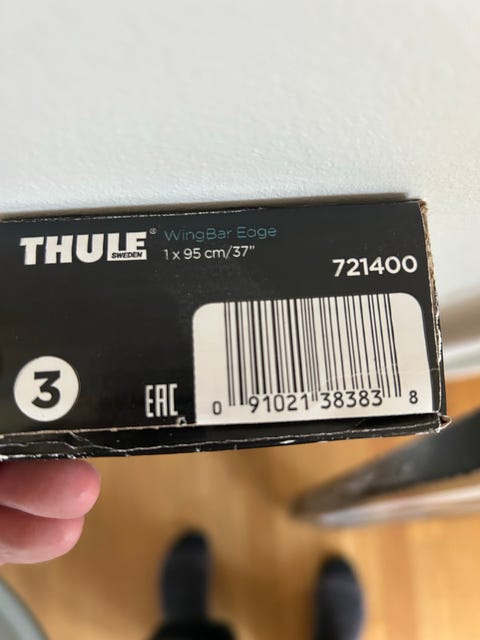 THULE® WingBar Edge
SWEDEN 1 x 95 cm/37"
721400
3
EAC
0 91021 38383 8